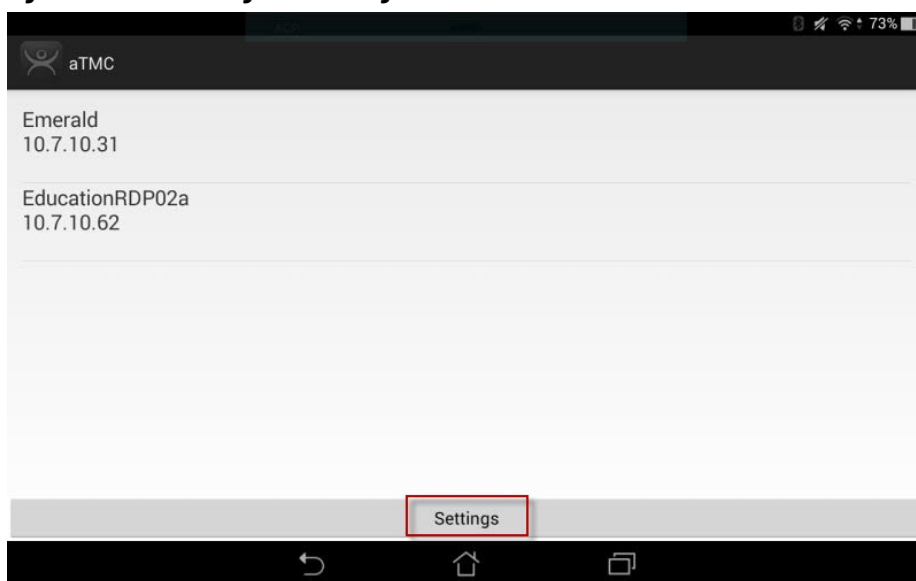 73%
aTMC
Emerald
10.7.10.31
EducationRDP02a
10.7.10.62
Settings